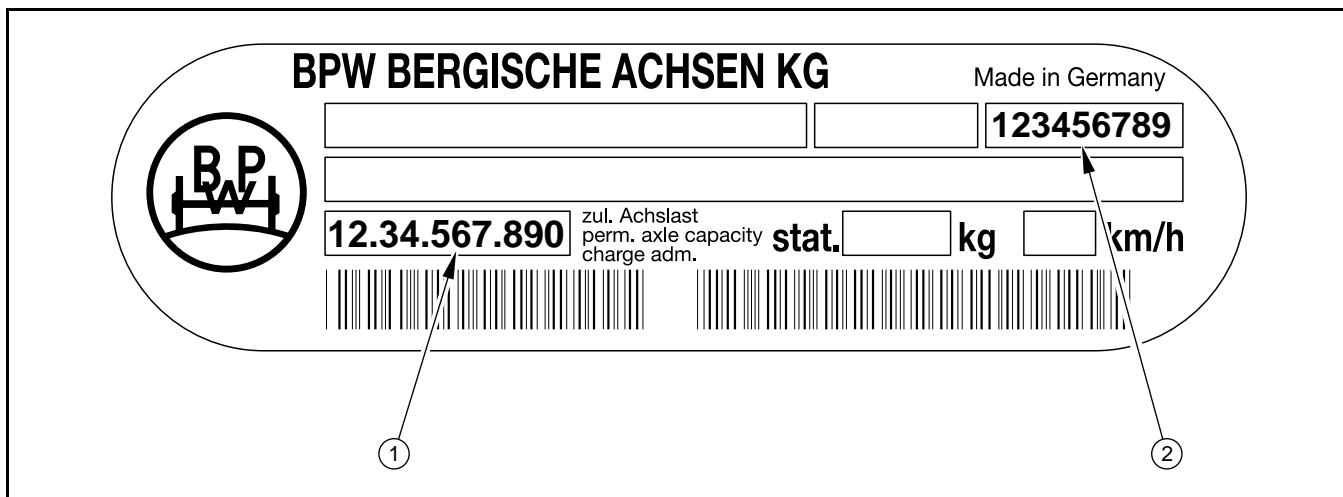 BPW BERGISCHE ACHSEN KG Made in Germany
123456789
BPW
12.34.567.890 zul. Achslast
perm. axle capacity
charge adm.
stat. kg km/h
1 2